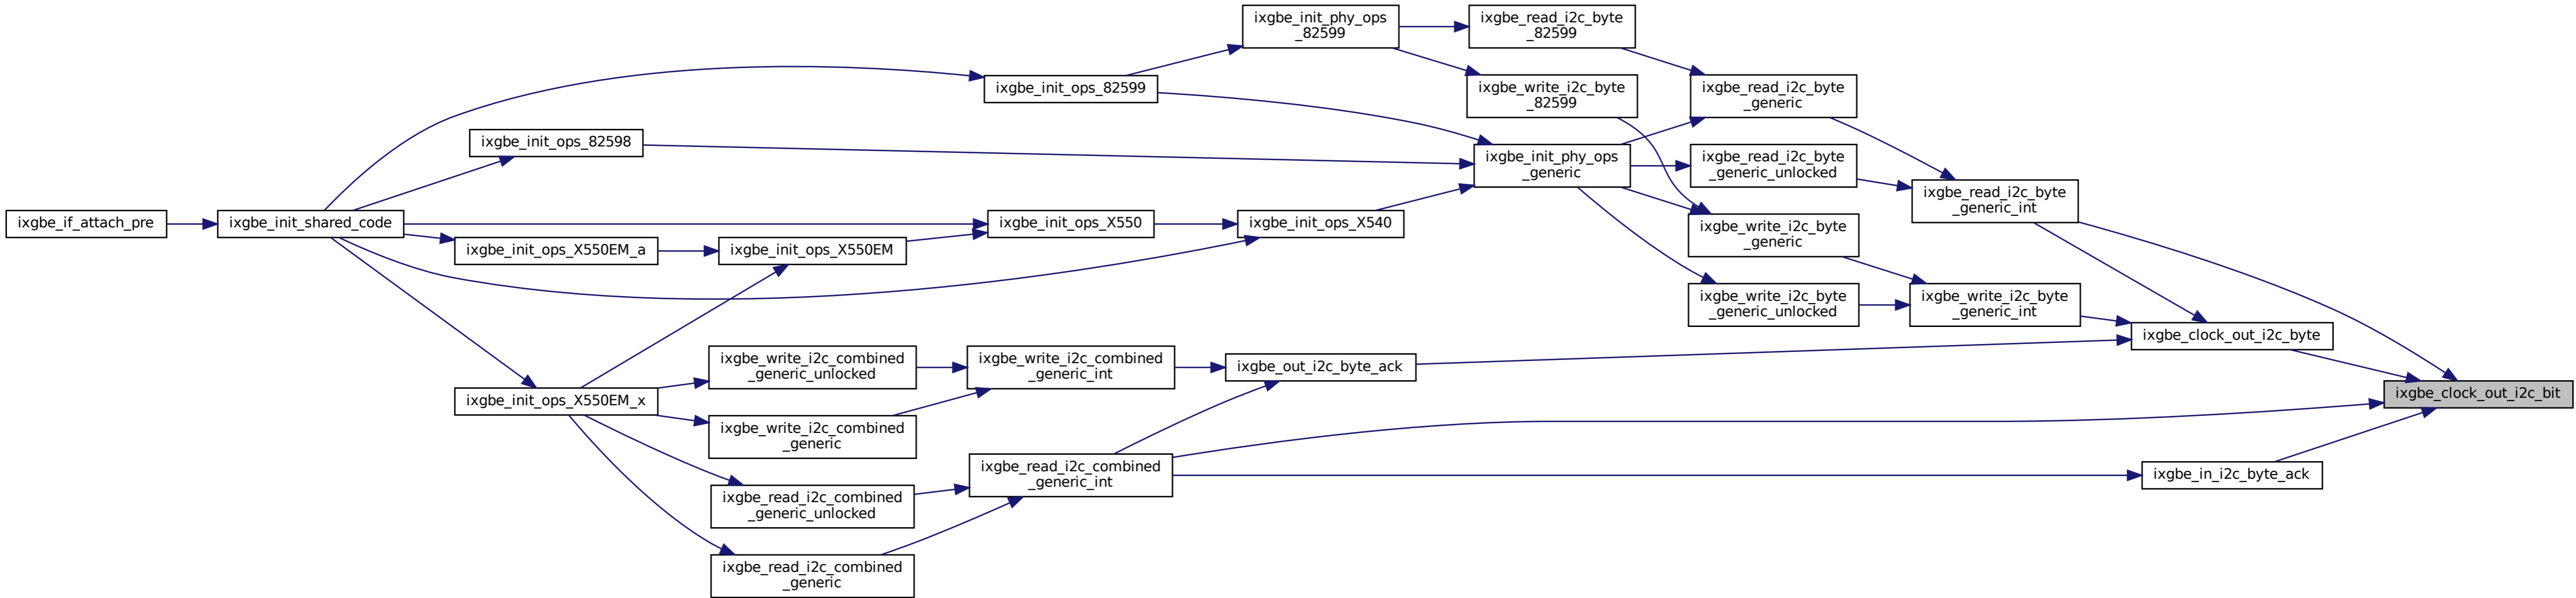 ixgbe_if_attach_pre
ixgbe_init_shared_code
ixgbe_init_ops_82598
ixgbe_init_ops_X550EM_a
ixgbe_init_ops_X550EM_x
ixgbe_init_ops_X550EM
ixgbe_write_i2c_combined
_generic_unlocked
ixgbe_write_i2c_combined
_generic
ixgbe_read_i2c_combined
_generic_unlocked
ixgbe_read_i2c_combined
_generic
ixgbe_init_ops_82599
ixgbe_init_ops_X550
ixgbe_write_i2c_combined
_generic_int
ixgbe_read_i2c_combined
_generic_int
ixgbe_init_phy_ops
_82599
ixgbe_init_ops_X540
ixgbe_out_i2c_byte_ack
ixgbe_read_i2c_byte
_82599
ixgbe_write_i2c_byte
_82599
ixgbe_init_phy_ops
_generic
ixgbe_read_i2c_byte
_generic
ixgbe_read_i2c_byte
_generic_unlocked
ixgbe_write_i2c_byte
_generic
ixgbe_write_i2c_byte
_generic_unlocked
ixgbe_read_i2c_byte
_generic_int
ixgbe_write_i2c_byte
_generic_int
ixgbe_clock_out_i2c_byte
ixgbe_in_i2c_byte_ack
ixgbe_clock_out_i2c_bit